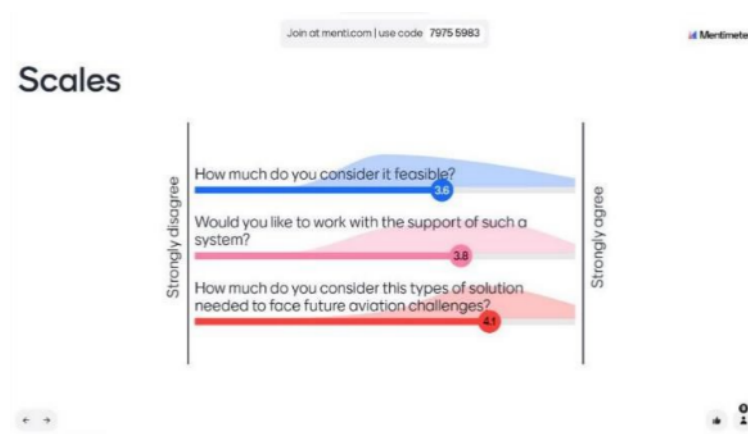 Join at menti.com | use code 7975 5983
Mentimete
Scales
Strongly disagree
How much do you consider it feasible?
3.6
Would you like to work with the support of such a
system?
3.8
How much do you consider this types of solution
needed to face future aviation challenges?
4.1
Strongly agree